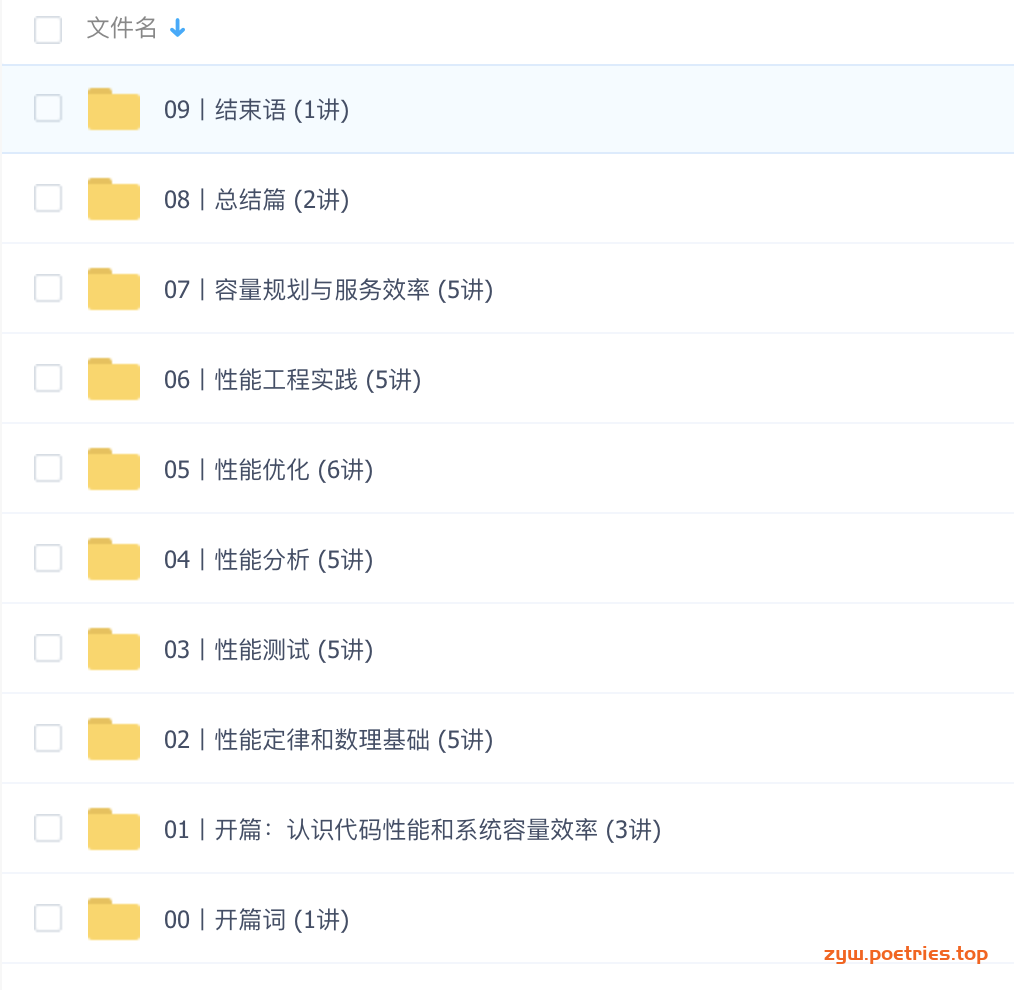 文件名
09丨结束语 (1讲)
08丨总结篇 (2讲)
07丨容量规划与服务效率 (5讲)
06丨性能工程实践 (5讲)
05丨性能优化 (6讲)
04丨性能分析 (5讲)
03丨性能测试 (5讲)
02丨性能定律和数理基础 (5讲)
01丨开篇：认识代码性能和系统容量效率 (3讲)
00丨开篇词 (1讲)
zyw.poetries.top